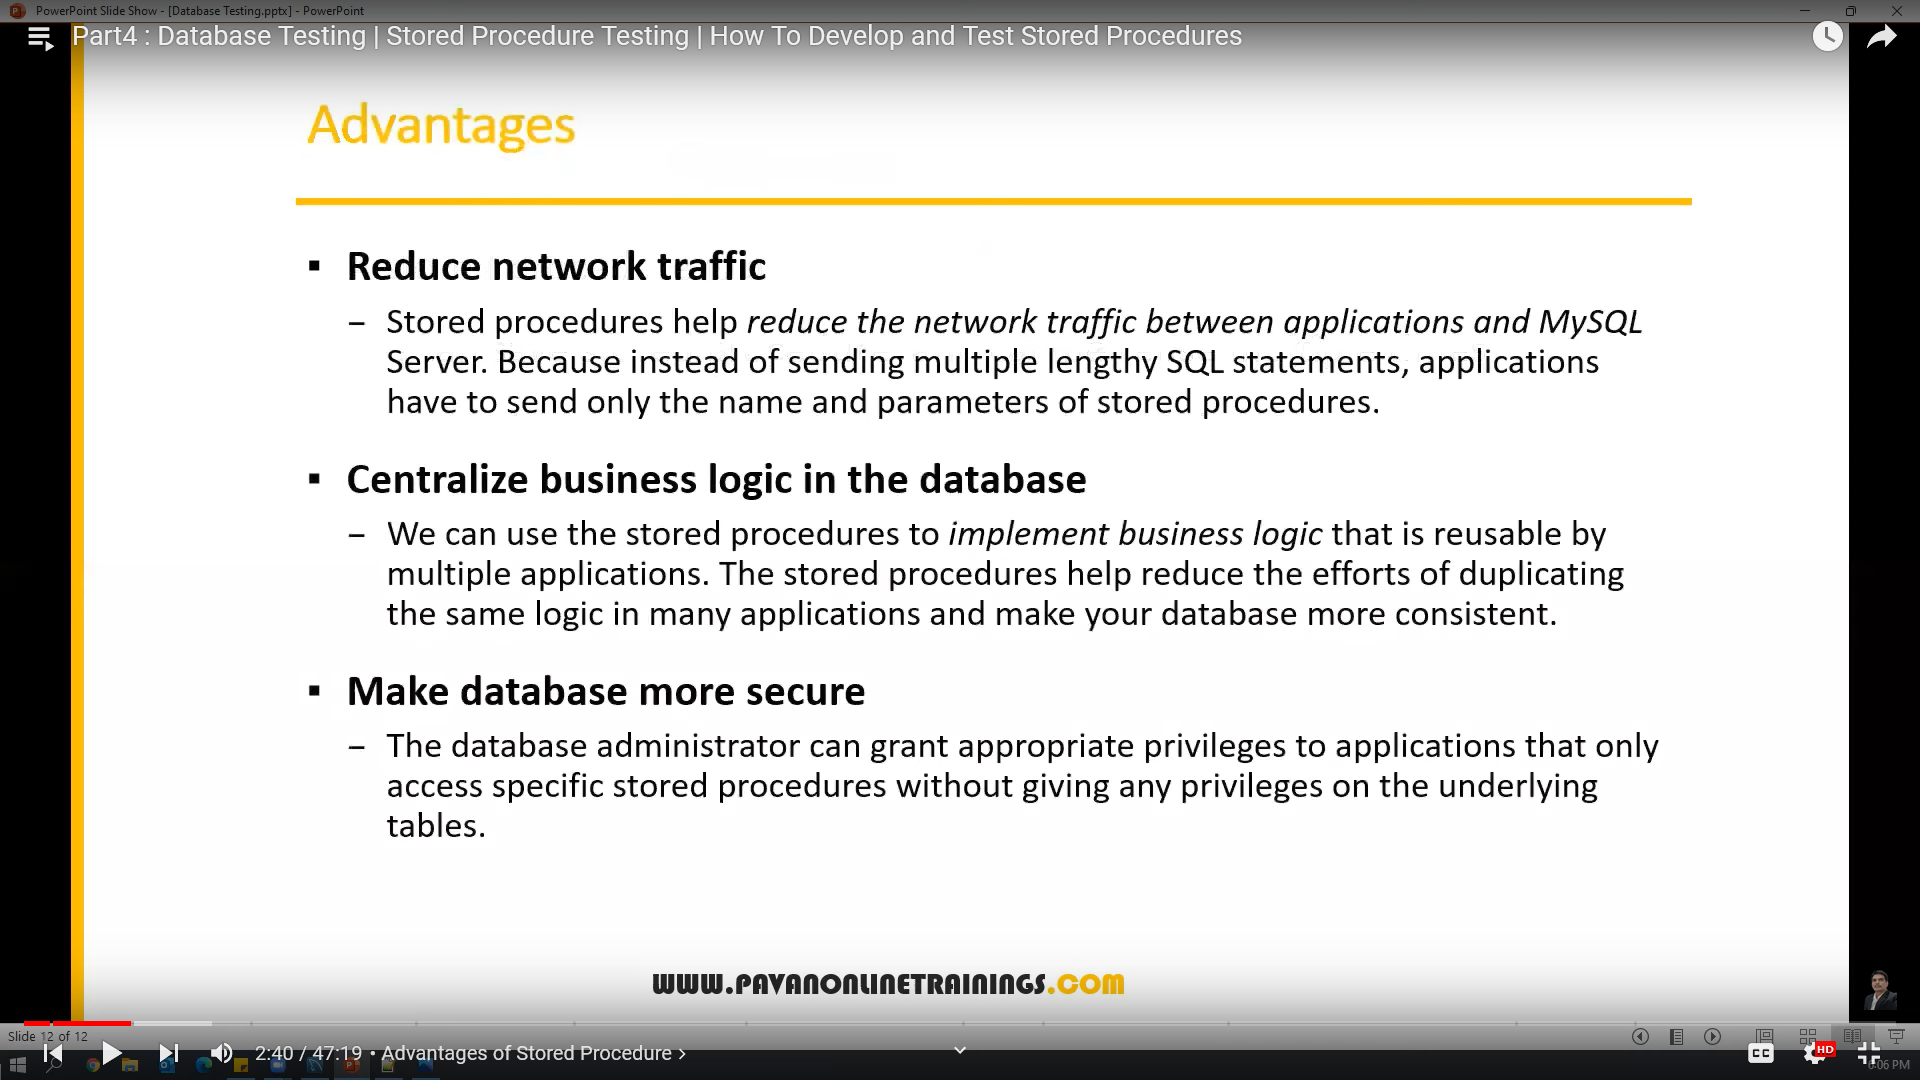 PowerPoint Slide Show - [Database Testing.pptx] - PowerPoint
Part4 : Database Testing | Stored Procedure Testing | How To Develop and Test Stored Procedures
Advantages
▪ Reduce network traffic
– Stored procedures help reduce the network traffic between applications and MySQL
Server. Because instead of sending multiple lengthy SQL statements, applications
have to send only the name and parameters of stored procedures.
▪ Centralize business logic in the database
– We can use the stored procedures to implement business logic that is reusable by
multiple applications. The stored procedures help reduce the efforts of duplicating
the same logic in many applications and make your database more consistent.
▪ Make database more secure
– The database administrator can grant appropriate privileges to applications that only
access specific stored procedures without giving any privileges on the underlying
tables.
WWW.PAVANONLINETRAININGS.COM
Slide 12 of 12
2:40 / 47:19 • Advantages of Stored Procedure ›
CC
HD
6:06 PM